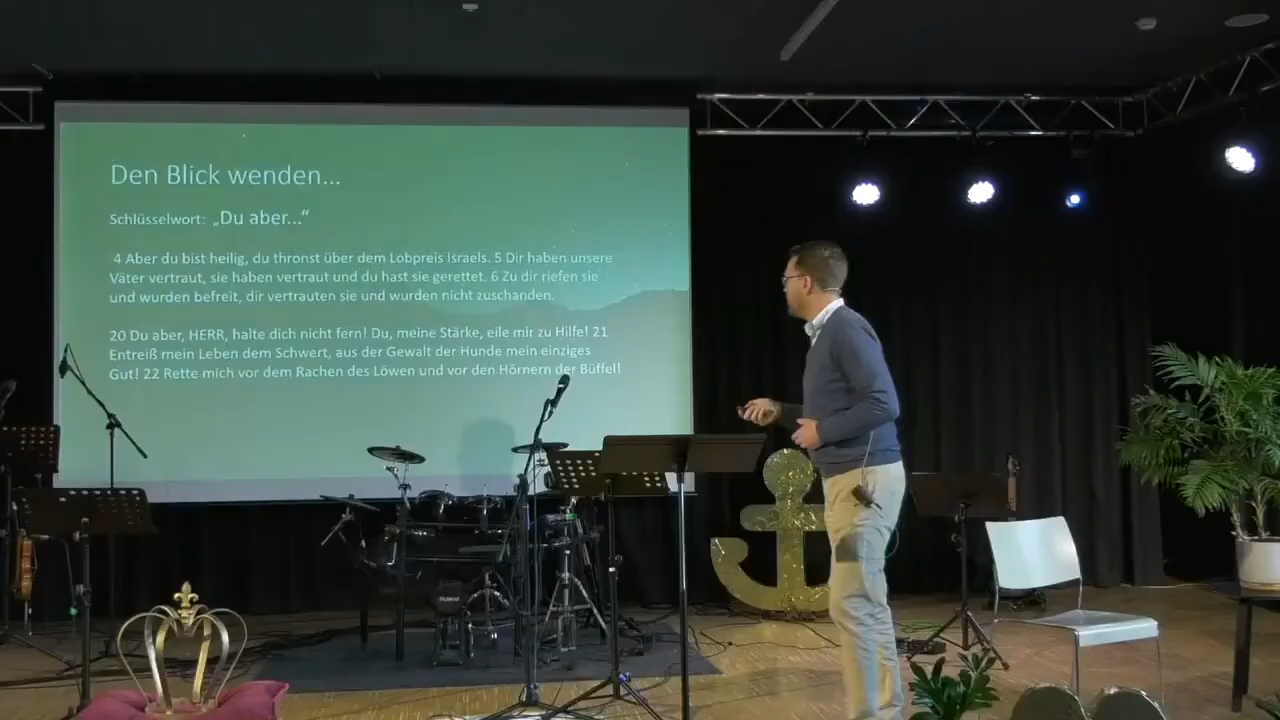 Den Blick wenden...
Schlüsselwort: „Du aber...“
4 Aber du bist heilig, du thronst über dem Lobpreis Israels. 5 Dir haben unsere
Väter vertraut, sie haben vertraut und du hast sie gerettet. 6 Zu dir riefen sie
und wurden befreit, dir vertrauten sie und wurden nicht zuschanden.
20 Du aber, HERR, halte dich nicht fern! Du, meine Stärke, eile mir zu Hilfe! 21
Entreiß mein Leben dem Schwert, aus der Gewalt der Hunde mein einziges
Gut! 22 Rette mich vor dem Rachen des Löwen und vor den Hörnern der Büffel!
Roland